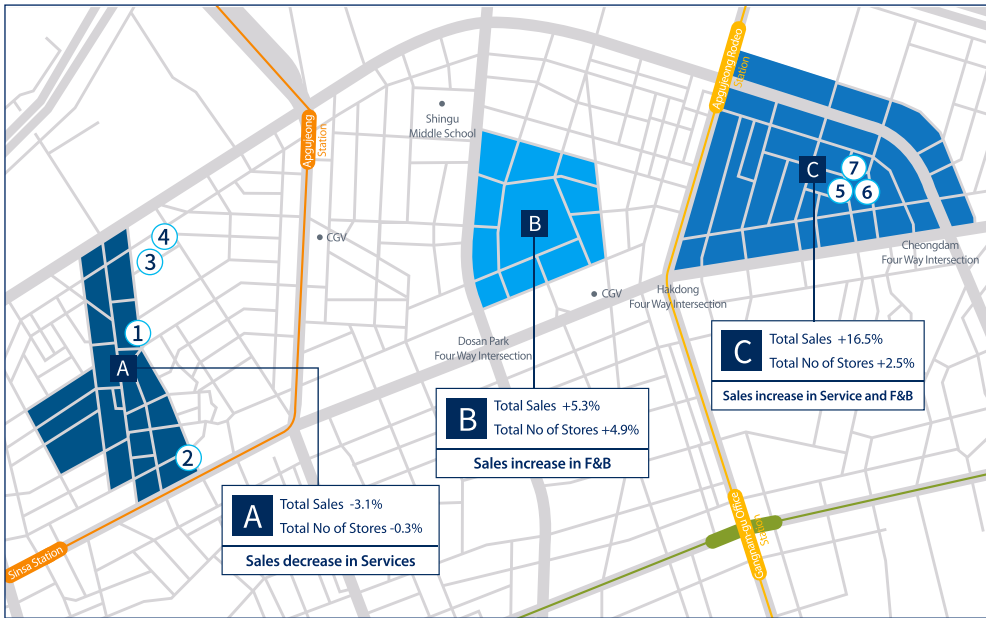 Apgujeong
Station
Shingu
Middle School
Apgujeong Rodeo
Station
C
7
5
6
B
4
3
CGV
Cheongdam
Four Way Intersection
CGV
Hakdong
Four Way Intersection
1
Dosan Park
Four Way Intersection
A
2
C
Total Sales +16.5%
Total No of Stores +2.5%
Sales increase in Service and F&B
B
Total Sales +5.3%
Total No of Stores +4.9%
Sales increase in F&B
A
Total Sales -3.1%
Total No of Stores -0.3%
Sales decrease in Services
Sinsa Station
Gangnam-gu Office
Station